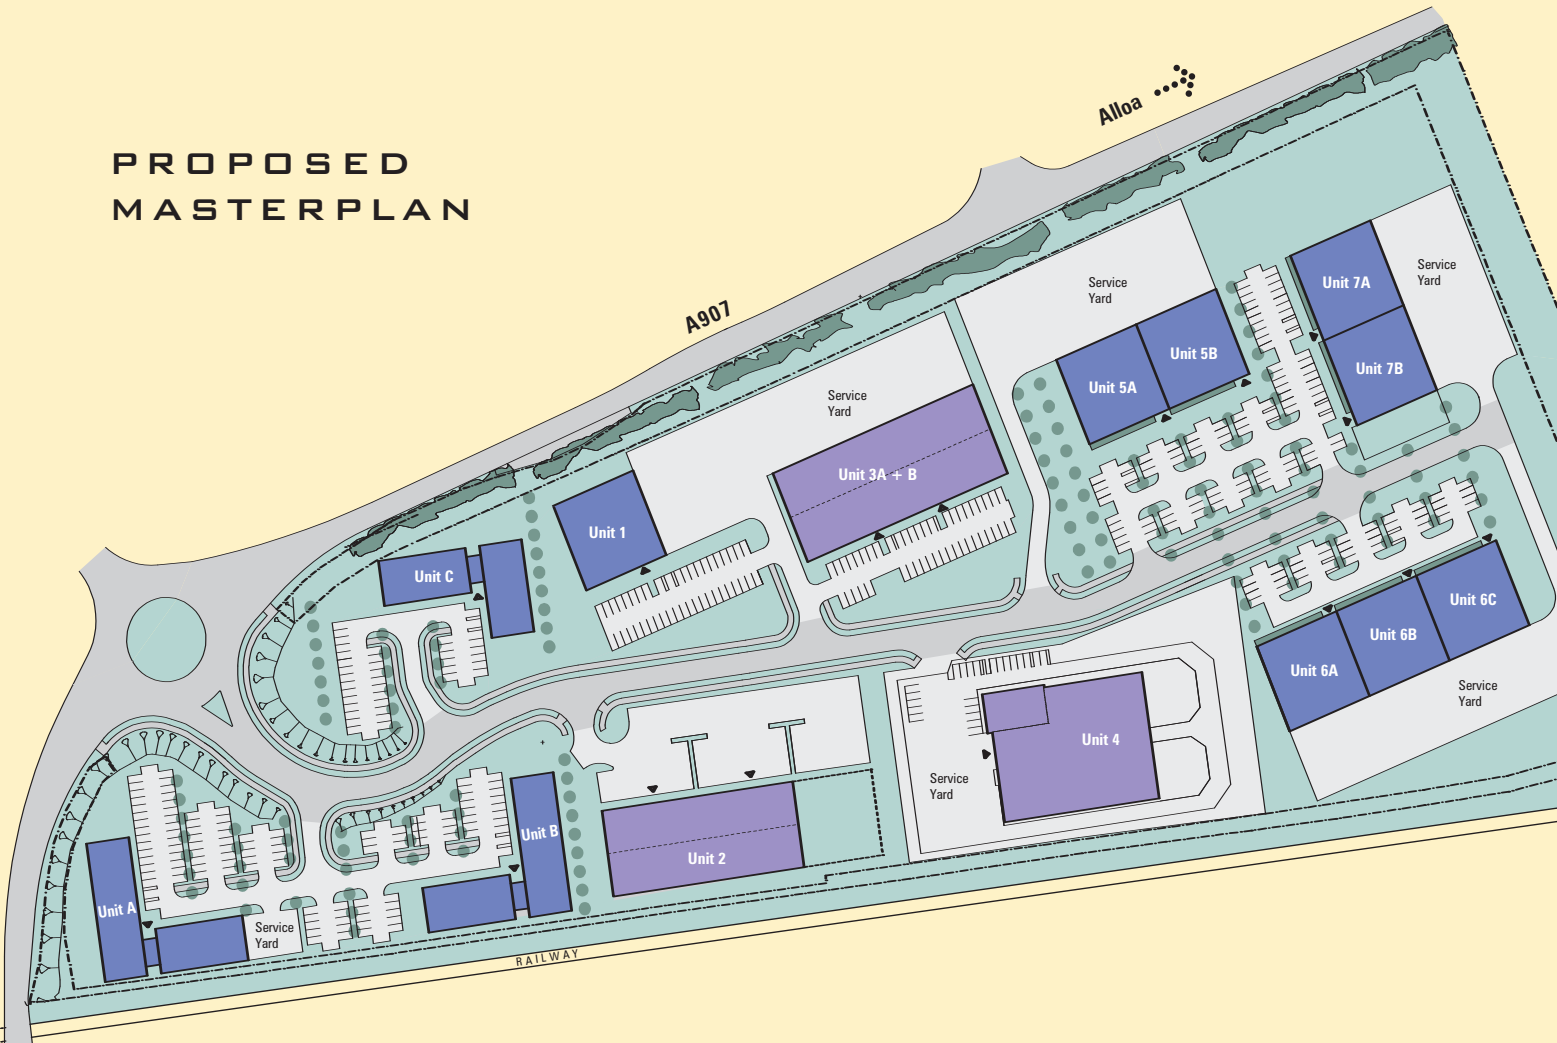 PROPOSED
MASTERPLAN
Alloa
A907
Service
Yard
Unit 7A
Service
Yard
Unit 5B
Unit 7B
Unit 5A
Service
Yard
Unit 3A + B
Unit 1
Unit C
Unit 6C
Unit 6B
Unit 6A
Service
Yard
Unit 4
Service
Yard
Unit B
Unit 2
Unit A
Service
Yard
RAILWAY